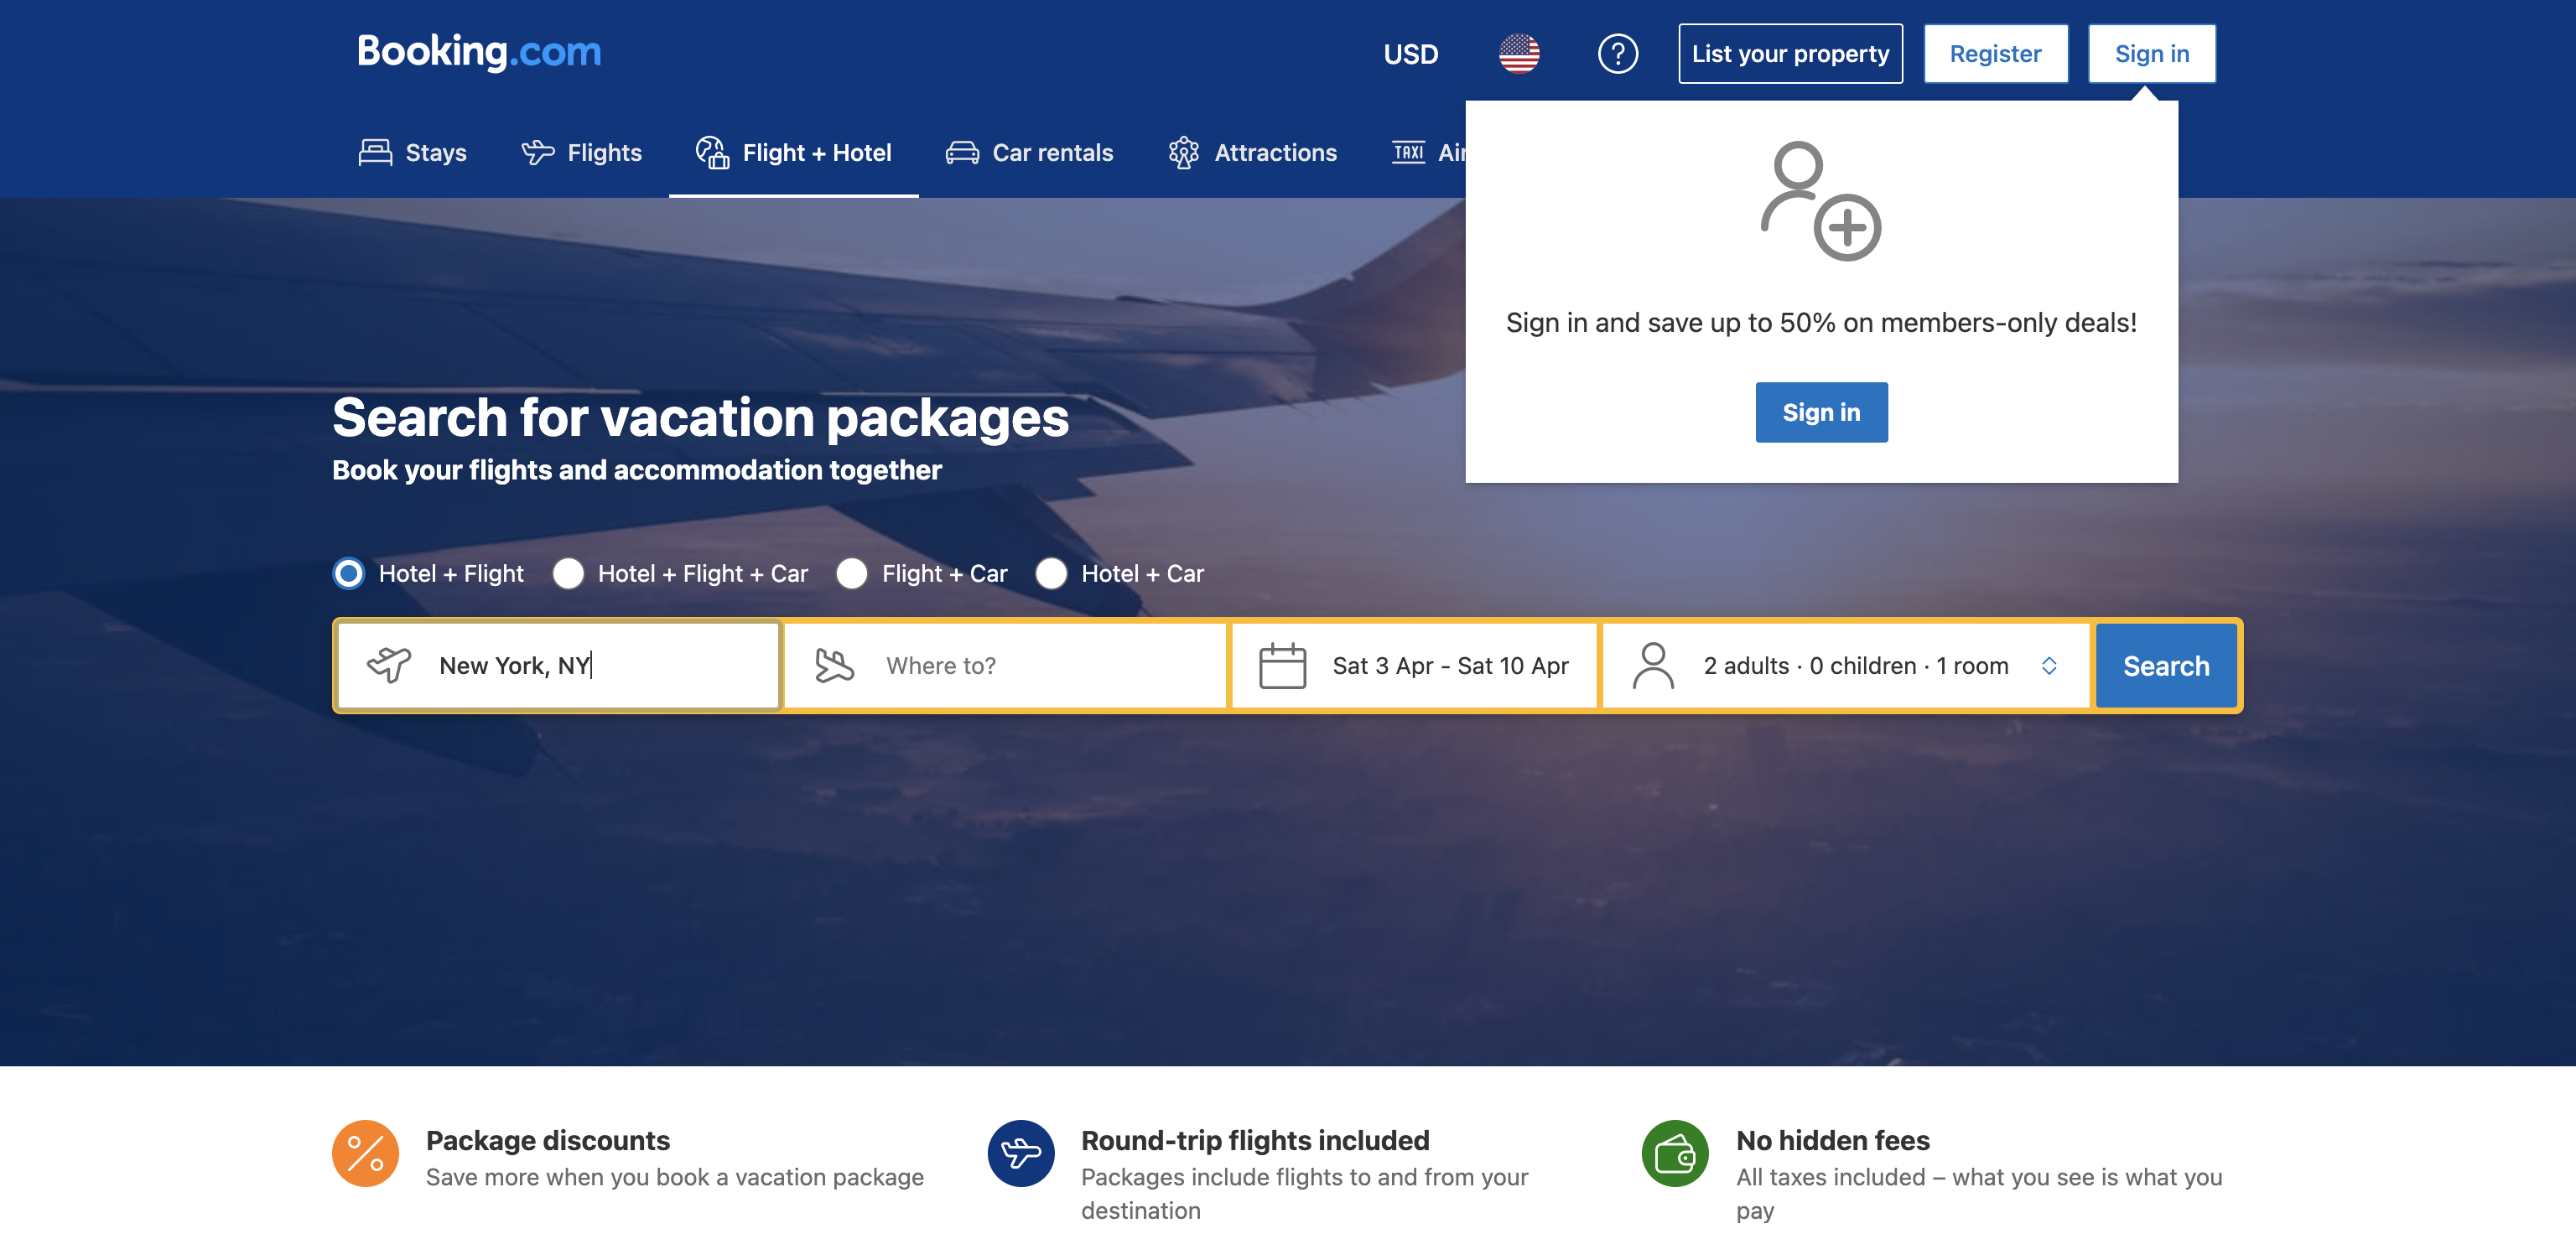 Booking.com
USD
List your property
Register
Sign in
Stays
Flights
Flight + Hotel
Car rentals
Attractions
TAXI
Sign in and save up to 50% on members-only deals!
Sign in
Search for vacation packages
Book your flights and accommodation together
Hotel + Flight
Hotel + Flight + Car
Flight + Car
Hotel + Car
New York, NY
Where to?
Sat 3 Apr - Sat 10 Apr
2 adults · 0 children · 1 room
Search
Package discounts
Save more when you book a vacation package
Round-trip flights included
Packages include flights to and from your
destination
No hidden fees
All taxes included – what you see is what you
pay